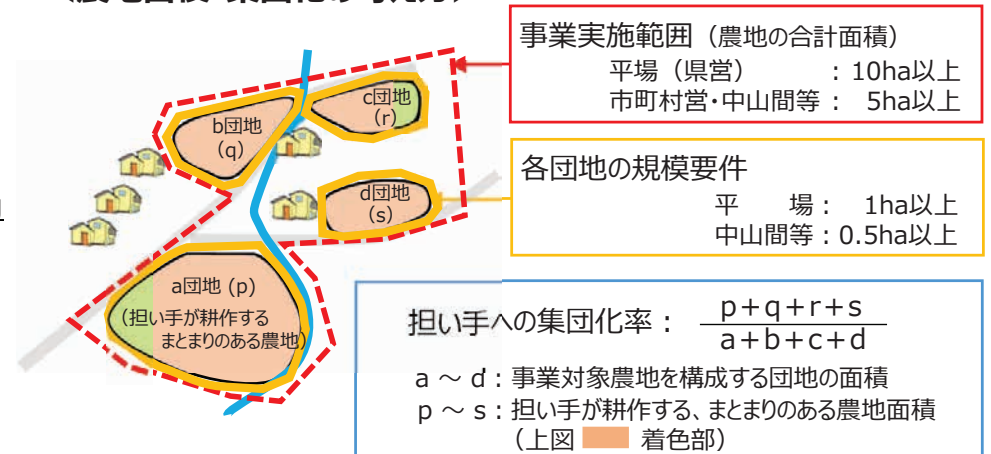 事業実施範囲（農地の合計面積）
平場（県営）　　：10ha以上
市町村営・中山間等：　5ha以上
各団地の規模要件
平　　場：　1ha以上
中山間等：0.5ha以上
b団地
(q)
c団地
(r)
d団地
(s)
a団地 (p)
(担い手が耕作する
まとまりのある農地)
担い手への集団化率：
p+q+r+s
a+b+c+d
a ～ d：事業対象農地を構成する団地の面積
p ～ s：担い手が耕作する、まとまりのある農地面積
（上図　　着色部）